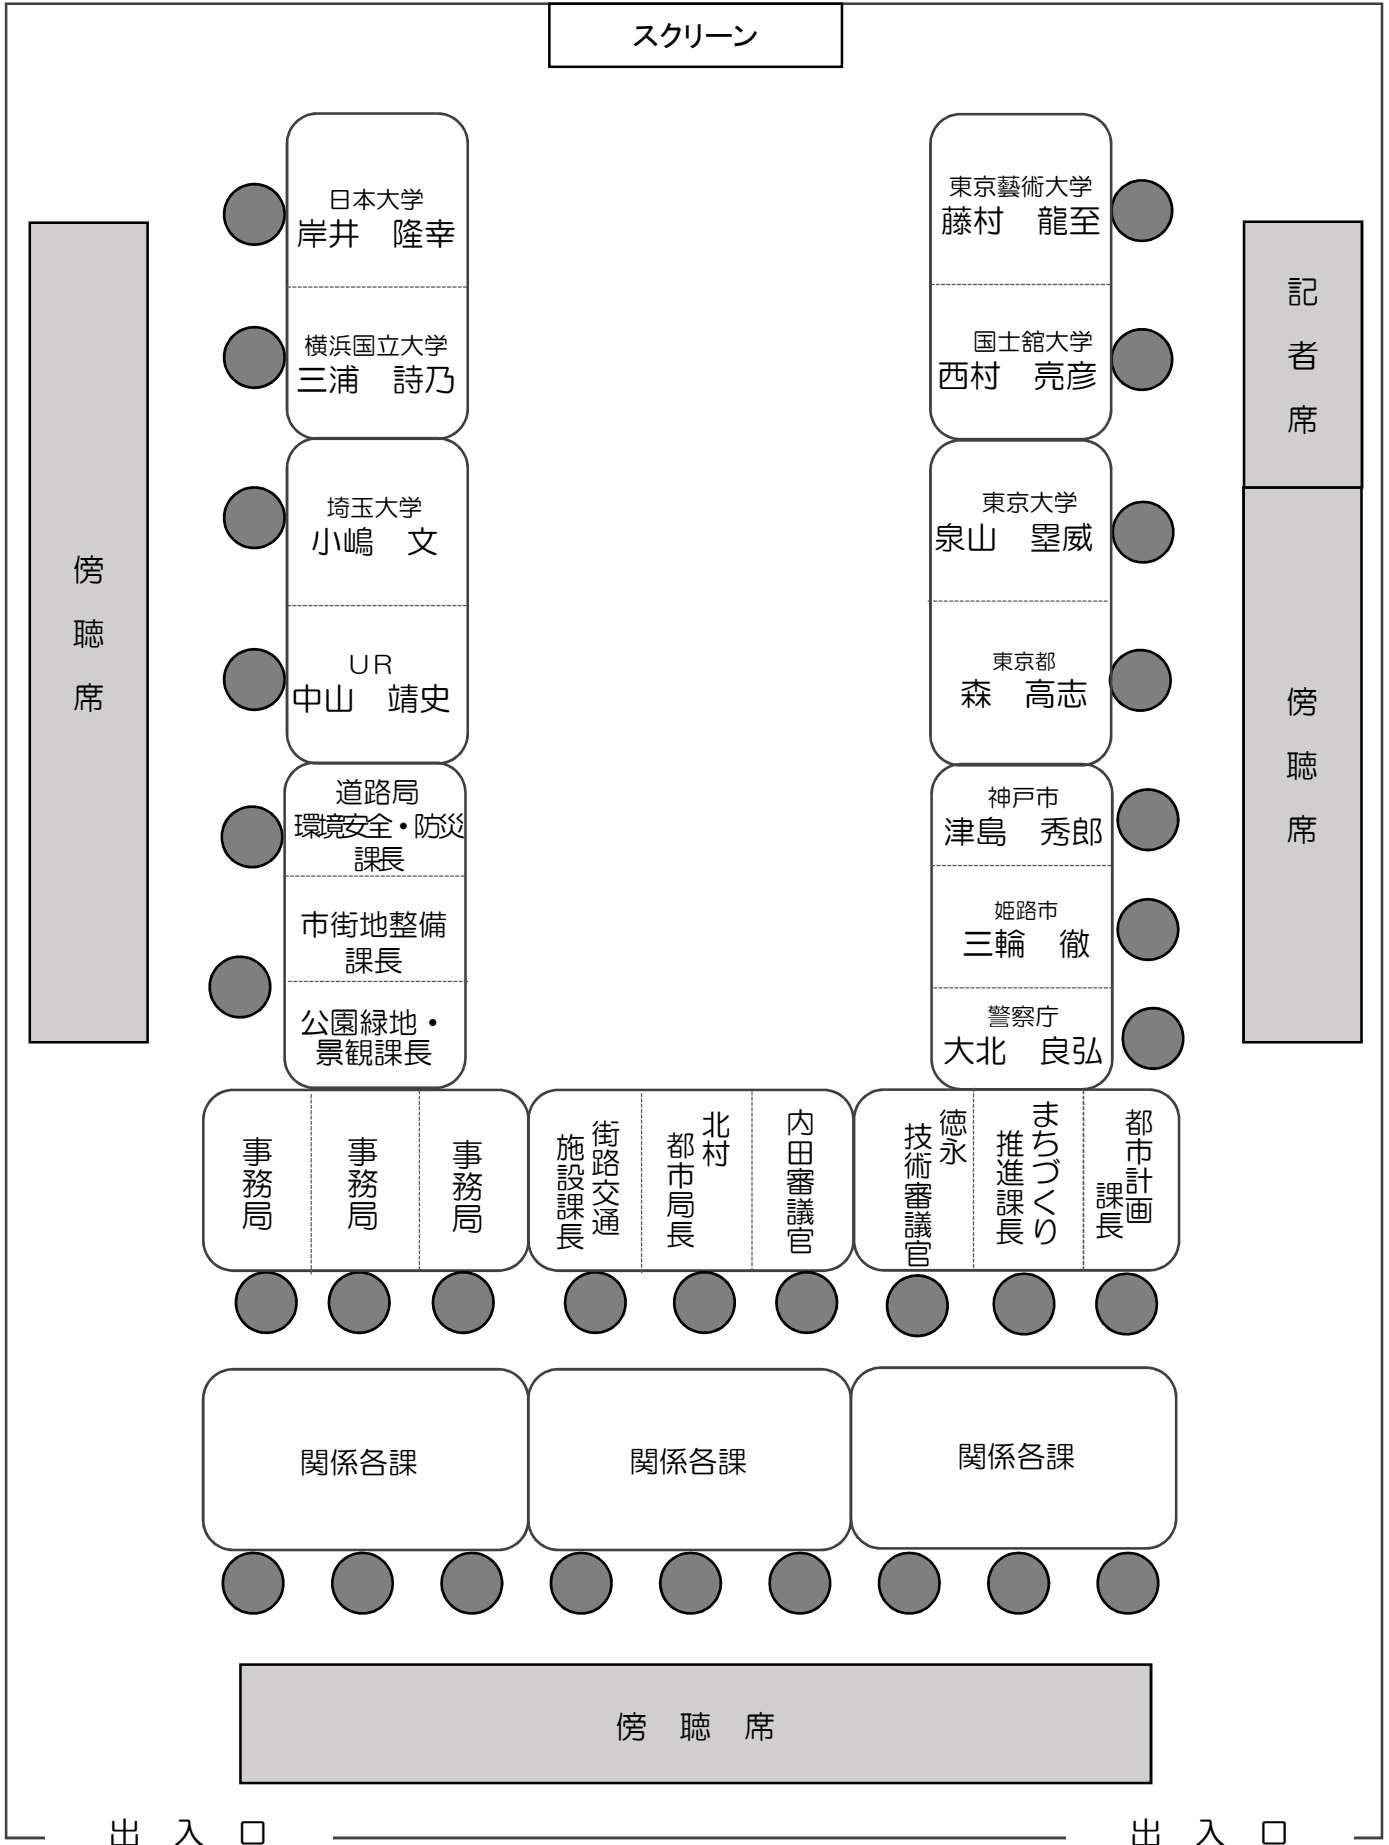 スクリーン
日本大学
岸井　隆幸
横浜国立大学
三浦　詩乃
埼玉大学
小嶋　文
ＵＲ
中山　靖史
道路局
環境安全・防災
課長
市街地整備
課長
公園緑地・
景観課長
東京藝術大学
藤村　龍至
国士舘大学
西村　亮彦
東京大学
泉山　塁威
東京都
森　高志
神戸市
津島　秀郎
姫路市
三輪　徹
警察庁
大北　良弘
傍聴席
記者席
傍聴席
事務局
事務局
事務局
街路交通
施設課長
北村
都市局長
内田審議官
徳永
技術審議官
まちづくり
推進課長
都市計画
課長
関係各課
関係各課
関係各課
傍　聴　席
出　入　口
出　入　口